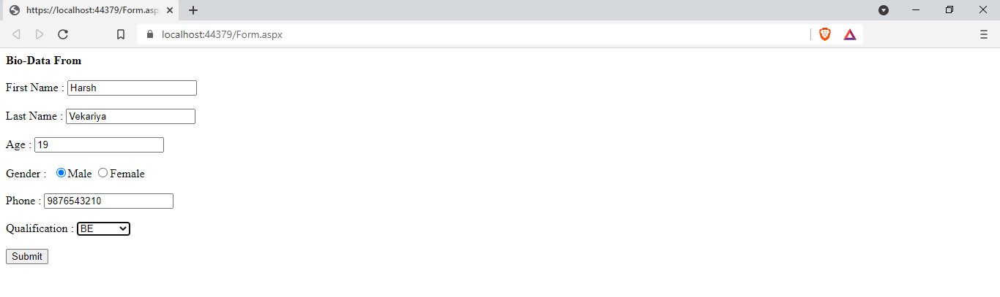 https://localhost:44379/Form.asp
localhost:44379/Form.aspx
Bio-Data From
First Name : Harsh
Last Name : Vekariya
Age : 19
Gender : Male Female
Phone : 9876543210
Qualification : BE
Submit